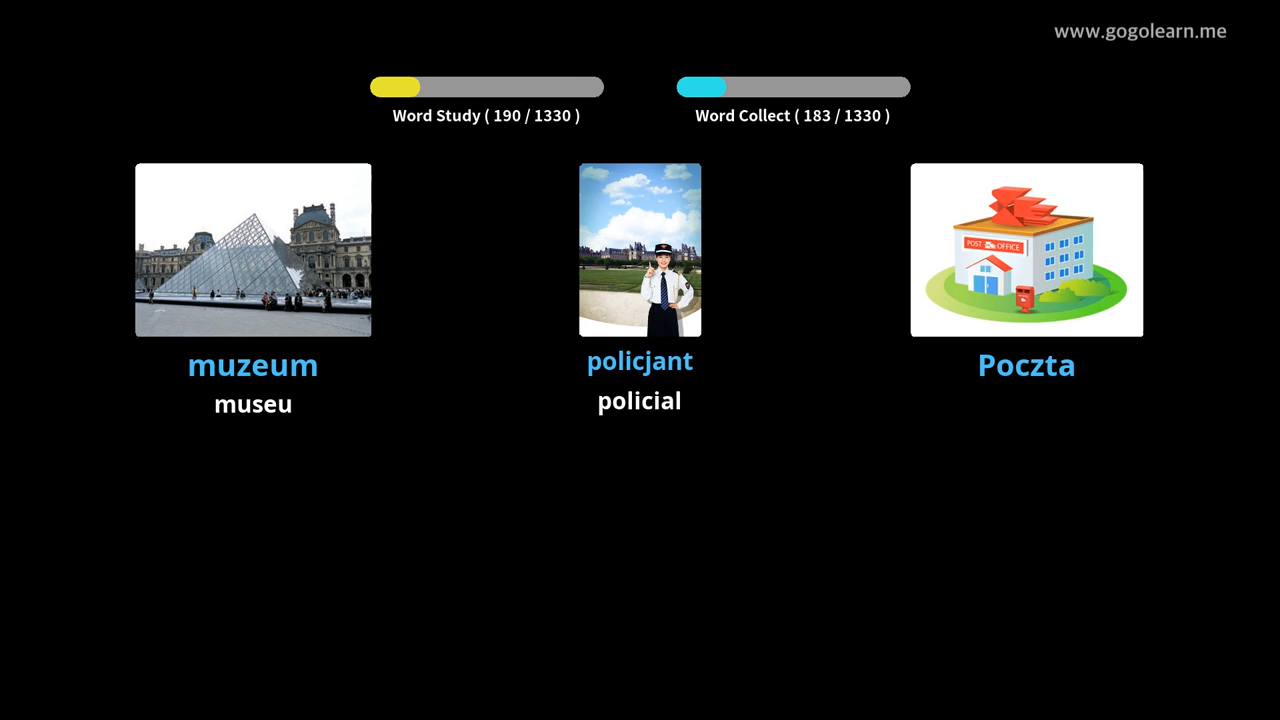 www.gogolearn.me
Word Study ( 190 / 1330 )
Word Collect ( 183 / 1330 )
POST OFFICE
muzeum
policjant
Poczta
museu
policial